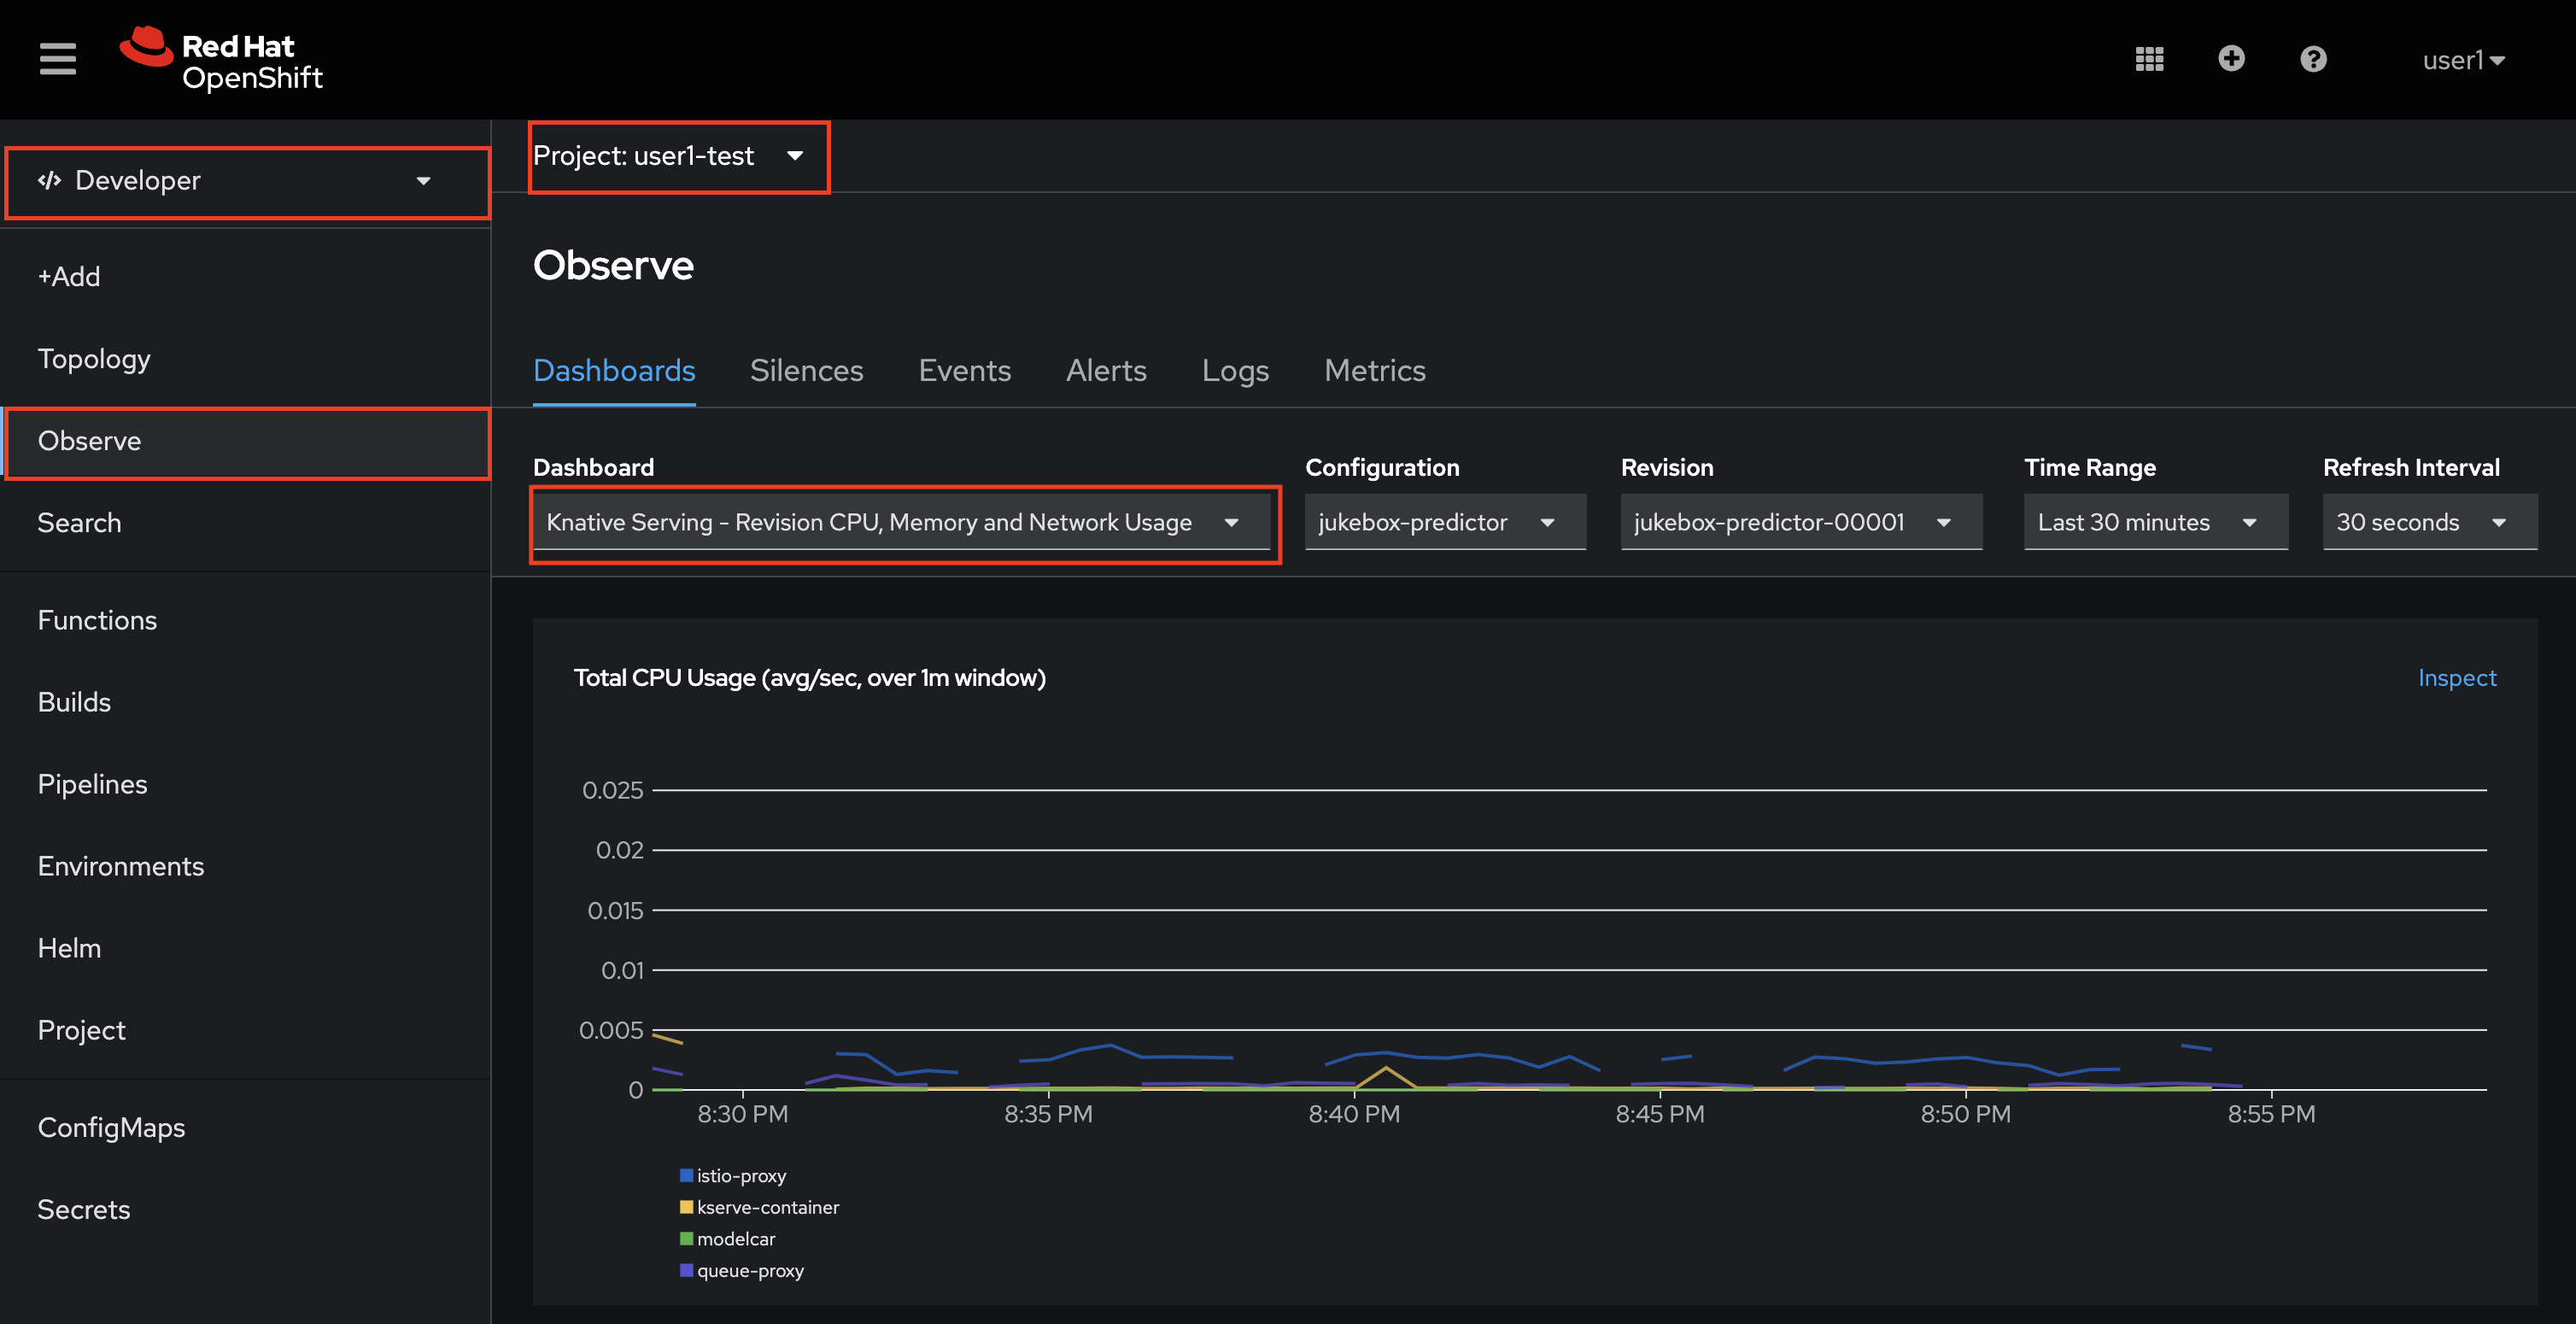 Red Hat
OpenShift
user1
Developer
Project: user1-test
+Add
Topology
Observe
Search
Functions
Builds
Pipelines
Environments
Helm
Project
ConfigMaps
Secrets
Observe
Dashboards Silences Events Alerts Logs Metrics
Dashboard Configuration Revision Time Range Refresh Interval
Knative Serving - Revision CPU, Memory and Network Usage jukebox-predictor jukebox-predictor-00001 Last 30 minutes 30 seconds
Total CPU Usage (avg/sec, over 1m window) Inspect
0.025
0.02
0.015
0.01
0.005
0
8:30 PM 8:35 PM 8:40 PM 8:45 PM 8:50 PM 8:55 PM
istio-proxy
kserve-container
modelcar
queue-proxy